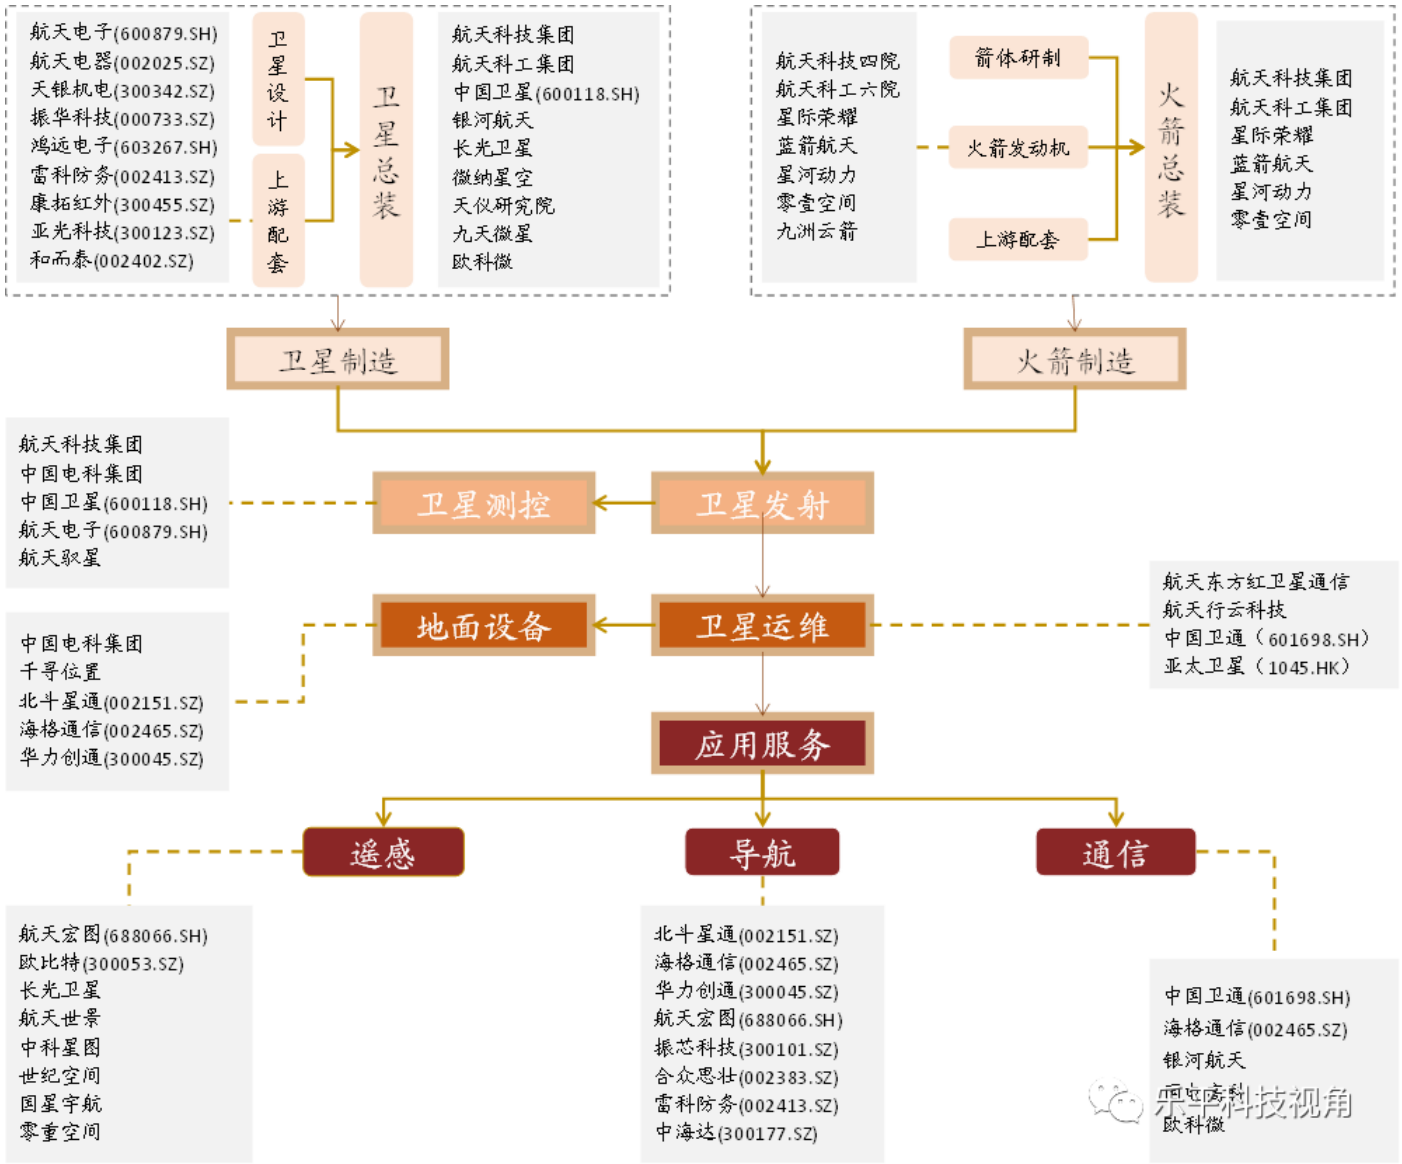 航天电子(600879.SH)
航天电器(002025.SZ)
天银机电(300342.SZ)
振华科技(000733.SZ)
鸿远电子(603267.SH)
雷科防务(002413.SZ)
康拓红外(300455.SZ)
亚光科技(300123.SZ)
和而泰(002402.SZ)
卫星设计
上游配套
卫星总装
航天科技集团
航天科工集团
中国卫星(600118.SH)
银河航天
长光卫星
微纳星空
天仪研究院
九天微星
欧科微
航天科技四院
航天科工六院
星际荣耀
蓝箭航天
星河动力
零壹空间
九洲云箭
箭体研制
火箭发动机
上游配套
火箭总装
航天科技集团
航天科工集团
星际荣耀
蓝箭航天
星河动力
零壹空间
卫星制造
火箭制造
航天科技集团
中国电科集团
中国卫星(600118.SH)
航天电子(600879.SH)
航天驭星
卫星测控
卫星发射
中国电科集团
千寻位置
北斗星通(002151.SZ)
海格通信(002465.SZ)
华力创通(300045.SZ)
地面设备
卫星运维
航天东方红卫星通信
航天行云科技
中国卫通（601698.SH）
亚太卫星（1045.HK）
应用服务
遥感
导航
通信
航天宏图(688066.SH)
欧比特(300053.SZ)
长光卫星
航天世景
中科星图
世纪空间
国星宇航
零重空间
北斗星通(002151.SZ)
海格通信(002465.SZ)
华力创通(300045.SZ)
航天宏图(688066.SH)
振芯科技(300101.SZ)
合众思壮(002383.SZ)
雷科防务(002413.SZ)
中海达(300177.SZ)
中国卫通(601698.SH)
海格通信(002465.SZ)
银河航天
欧科微
乐平科技视角